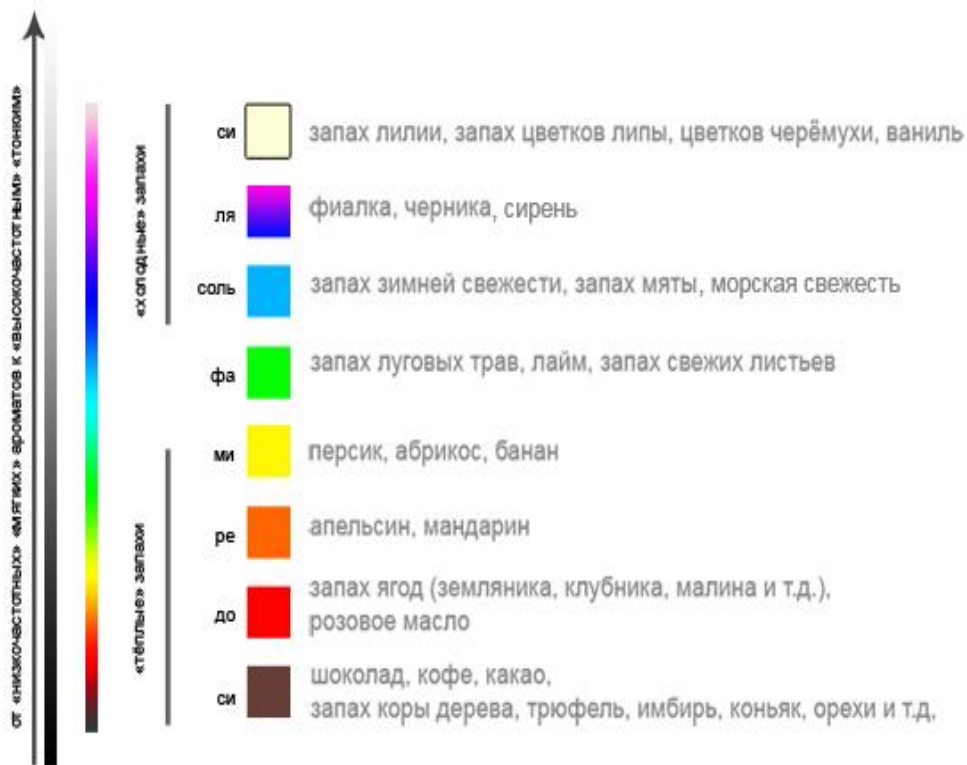 от «низкочастотных» «мягких» ароматов к «высокочастотным» «тонким»
«холодные» запахи
«тёплые» запахи
си запах лилии, запах цветков липы, цветков черёмухи, ваниль
ля фиалка, черника, сирень
соль запах зимней свежести, запах мяты, морская свежесть
фа запах луговых трав, лайм, запах свежих листьев
ми персик, абрикос, банан
ре апельсин, мандарин
до запах ягод (земляника, клубника, малина и т.д.),
розовое масло
си шоколад, кофе, какао,
запах коры дерева, трюфель, имбирь, коньяк, орехи и т.д,